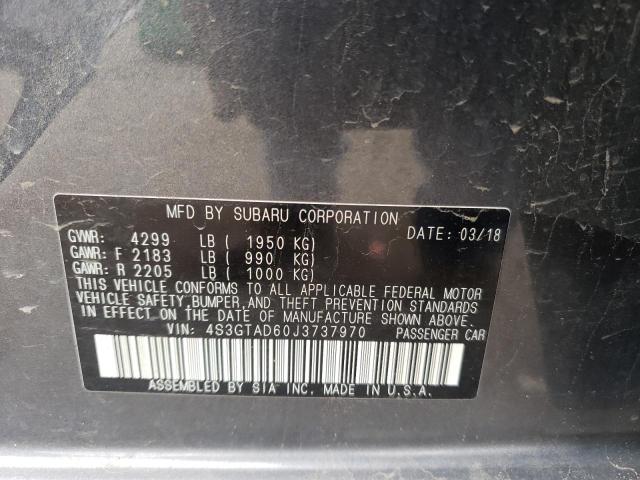 MFD BY SUBARU CORPORATION
DATE: 03/18
GVWR: 4299 LB ( 1950 KG)
GAWR: F 2183 LB ( 990 KG)
GAWR: R 2205 LB ( 1000 KG)
THIS VEHICLE CONFORMS TO ALL APPLICABLE FEDERAL MOTOR
VEHICLE SAFETY, BUMPER, AND THEFT PREVENTION STANDARDS
IN EFFECT ON THE DATE OF MANUFACTURE SHOWN ABOVE.
VIN: 4S3GTAD60J3737970 PASSENGER CAR
ASSEMBLED BY SIA INC. MADE IN U.S.A.